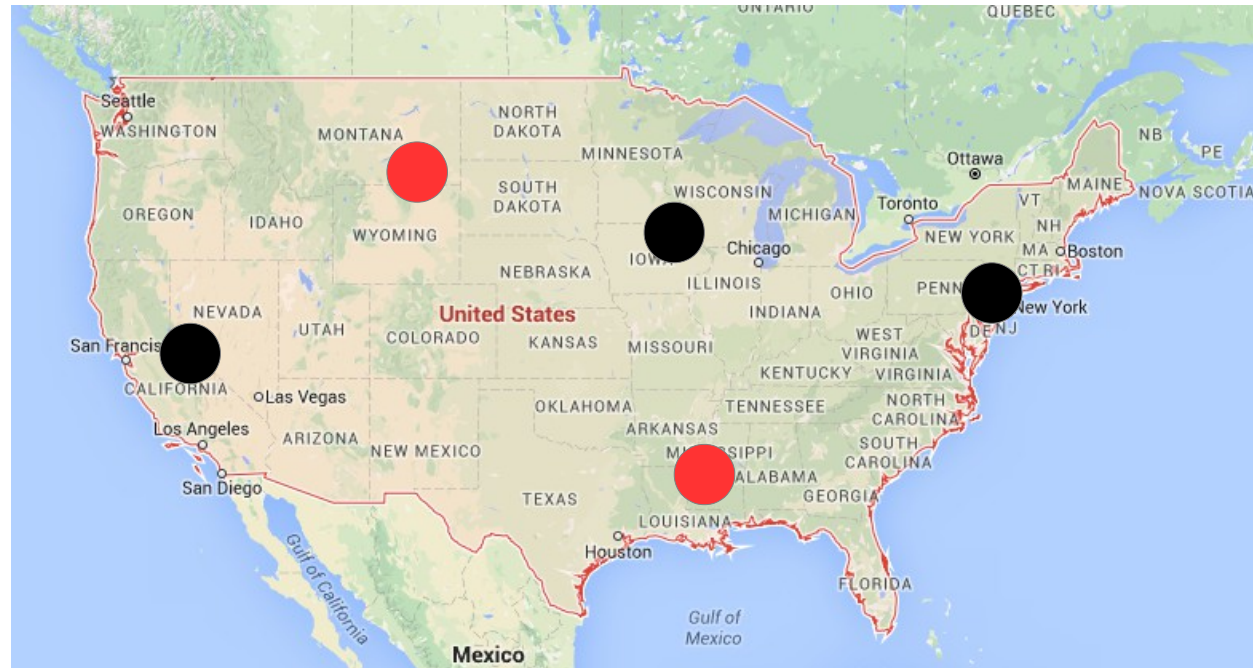 ONTARIO
QUEBEC
Seattle
WASHINGTON
MONTANA
NORTH
DAKOTA
MINNESOTA
NB
PE
Ottawa
SOUTH
DAKOTA
WISCONSIN
MICHIGAN
Toronto
VT
MAINE
NOVA SCOTIA
OREGON
IDAHO
WYOMING
NH
NEW YORK
MA
Boston
CT RI
Chicago
IOW
NEBRASKA
ILLINOIS
OHIO
PENN
New York
NEVADA
United States
INDIANA
DE NJ
UTAH
COLORADO
KANSAS
MISSOURI
WEST
VIRGINIA
San Francis
KENTUCKY
VIRGINIA
CALIFORNIA
Las Vegas
OKLAHOMA
TENNESSEE
NORTH
CAROLINA
Los Angeles
ARIZONA
NEW MEXICO
ARKANSAS
SOUTH
CAROLINA
MI SSIPPI
ALABAMA
San Diego
TEXAS
GEORGIA
LOUISIANA
Houston
Gulf of California
FLORIDA
Gulf of
Mexico
Mexico